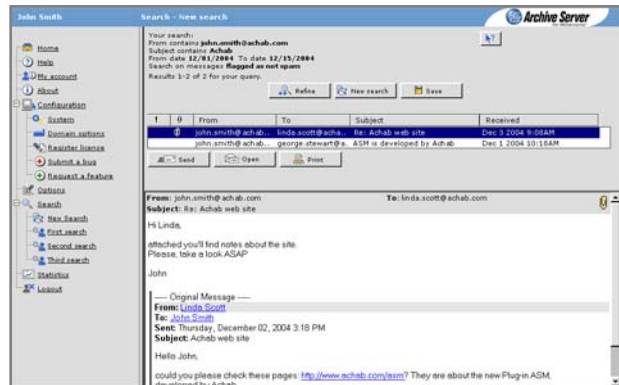 John Smith
Search - New search
Archive Server
Home
Help
My account
About
Configuration
System
Domain options
Register license
Submit a bug
Request a feature
Options
Search
New Search
First search
Second search
Third search
Statistics
Logout
Your search:
From contains john.smith@achab.com
Subject contains Achab
From date 12/01/2004 To date 12/15/2004
Search on messages flagged as not spam
Results 1-2 of 2 for your query.
Refine New search Save
! From To Subject Received
john.smith@achab.. linda.scott@acha.. Re: Achab web site Dec 3 2004 9:08AM
john.smith@achab.. george.stewart@a. ASM is developed by Achab Dec 1 2004 10:18AM
Send Open Print
From: john.smith@achab.com To: linda.scott@achab.com
Subject: Re: Achab web site
Hi Linda,
attached you'll find notes about the site.
Please, take a look ASAP
John
---- Original Message ----
From: Linda Scott
To: John Smith
Sent: Thursday, December 02, 2004 3:18 PM
Subject: Achab web site
Hello John,
could you please check these pages: http://www.achab.com/asm? They are about the new Plug-in ASM,
developed by Achab